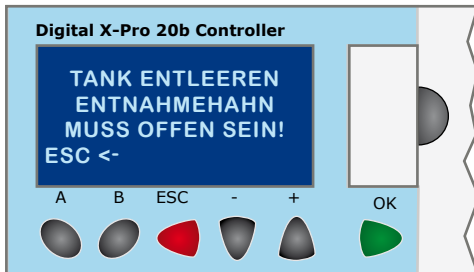 Digital X-Pro 20b Controller
TANK ENTLEEREN
ENTNAHMEHAHN
MUSS OFFEN SEIN!
ESC <-
A B ESC - + OK